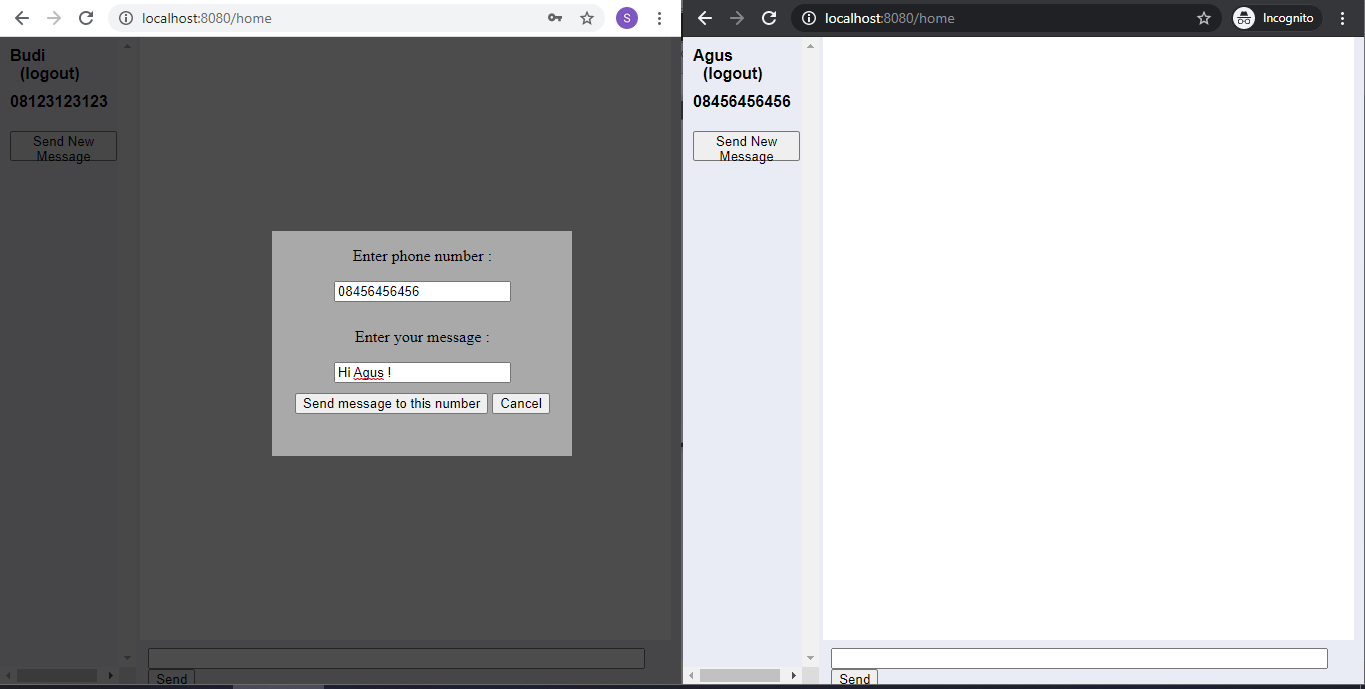 localhost:8080/home
S
Budi
(logout)
08123123123
Send New
Message
Enter phone number :
08456456456
Enter your message :
Hi Agus !
Send message to this number
Cancel
Send
localhost:8080/home
Incognito
Agus
(logout)
08456456456
Send New
Message
Send